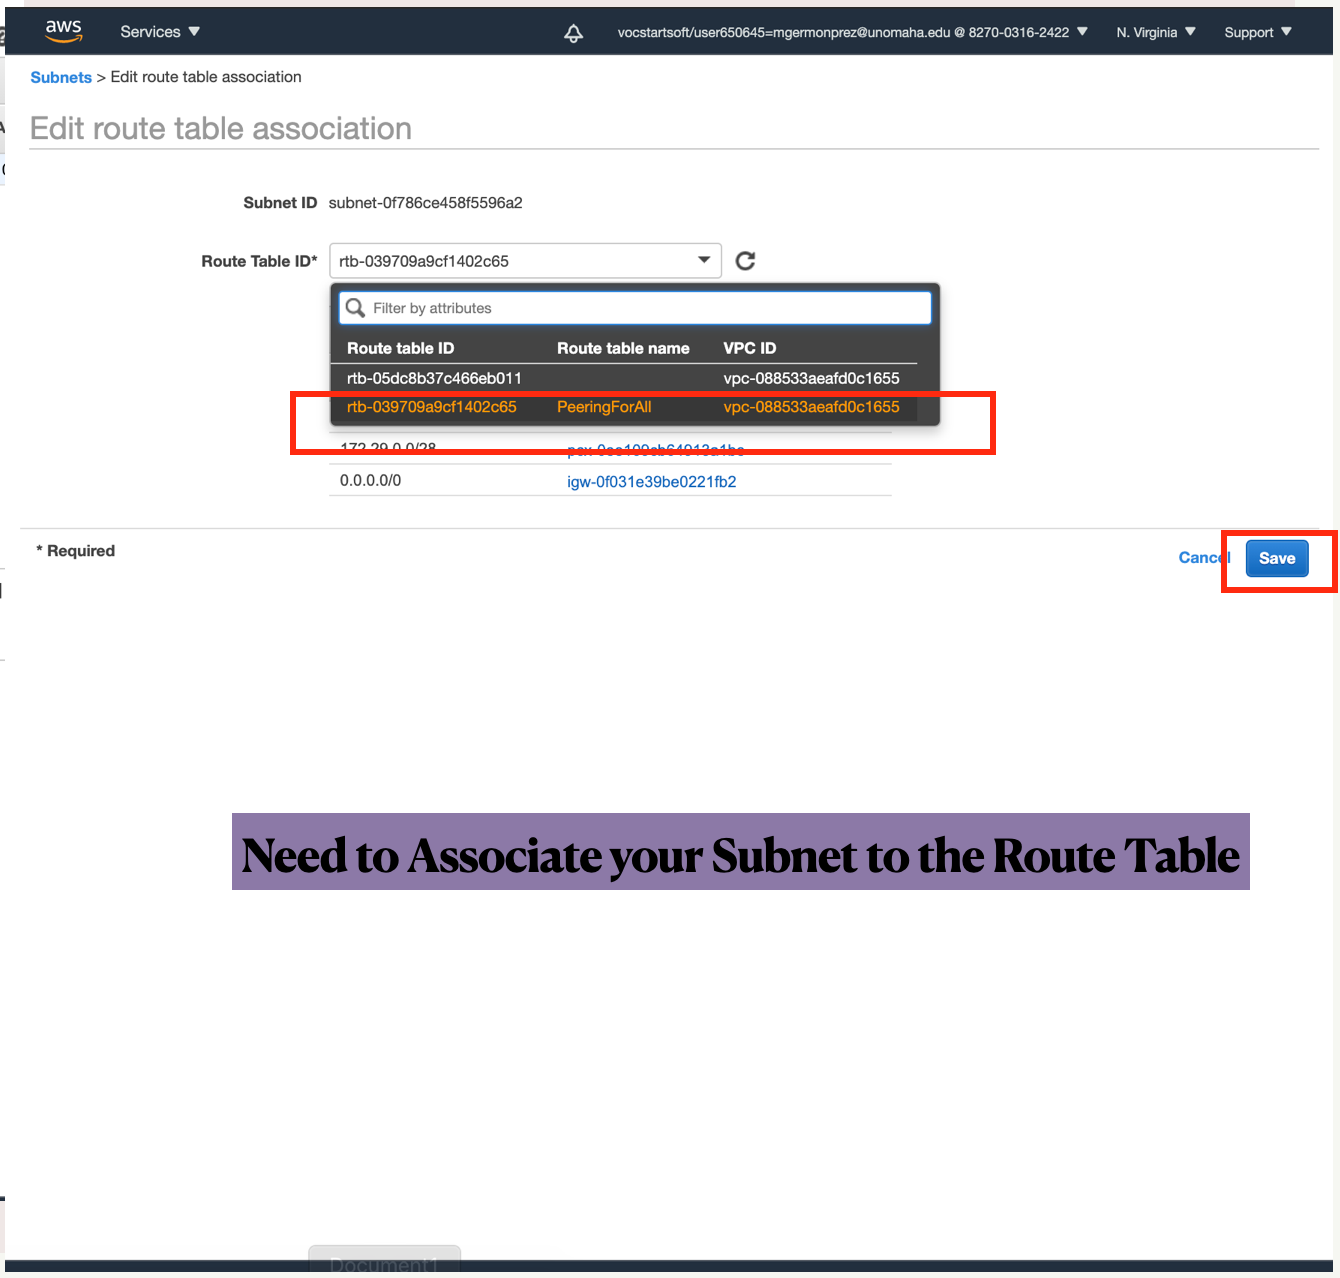 aws
Services
vocstartsoft/user650645=mgermonprez@unomaha.edu @ 8270-0316-2422
N. Virginia
Support
Subnets > Edit route table association
Edit route table association
Subnet ID subnet-0f786ce458f5596a2
Route Table ID* rtb-039709a9cf1402c65
Filter by attributes
Route table ID Route table name VPC ID
rtb-05dc8b37c466eb011 vpc-088533aeafd0c1655
rtb-039709a9cf1402c65 PeeringForAll vpc-088533aeafd0c1655
172.29.0.0/28
0.0.0.0/0 igw-0f031e39be0221fb2
* Required
Cancel Save
Need to Associate your Subnet to the Route Table
Document1